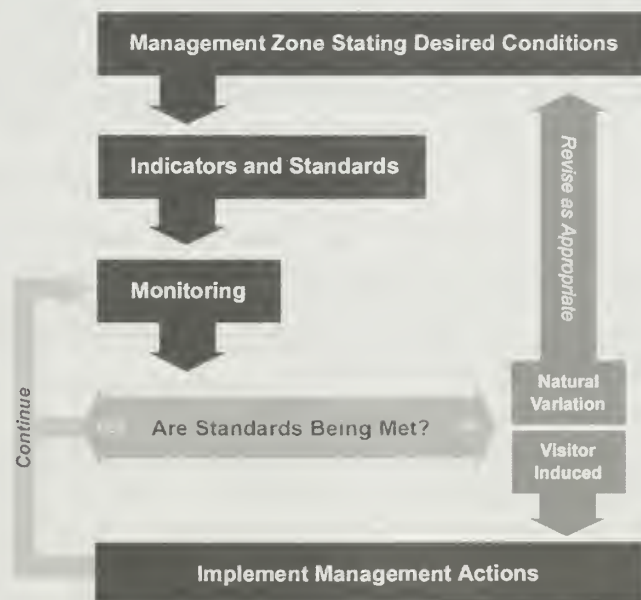 Management Zone Stating Desired Conditions
Indicators and Standards
Revise as Appropriate
Monitoring
Continue
Natural
Variation
Are Standards Being Met?
Visitor
Induced
Implement Management Actions